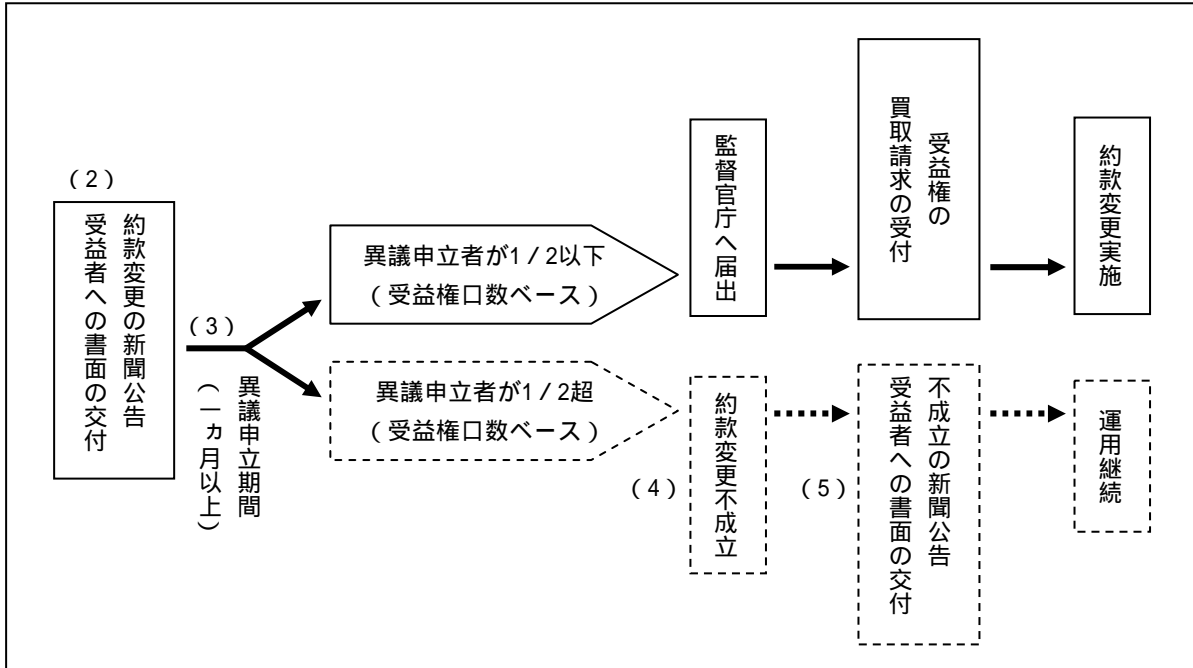 (2)
約款変更の新聞公告
受益者への書面の交付
(3)
異議申立期間
(一ヵ月以上)
異議申立者が1/2以下
(受益権口数ベース)
監督官庁へ届出
受益権の
買取請求の受付
約款変更実施
異議申立者が1/2超
(受益権口数ベース)
(4)
約款変更不成立
(5)
不成立の新聞公告
受益者への書面の交付
運用継続